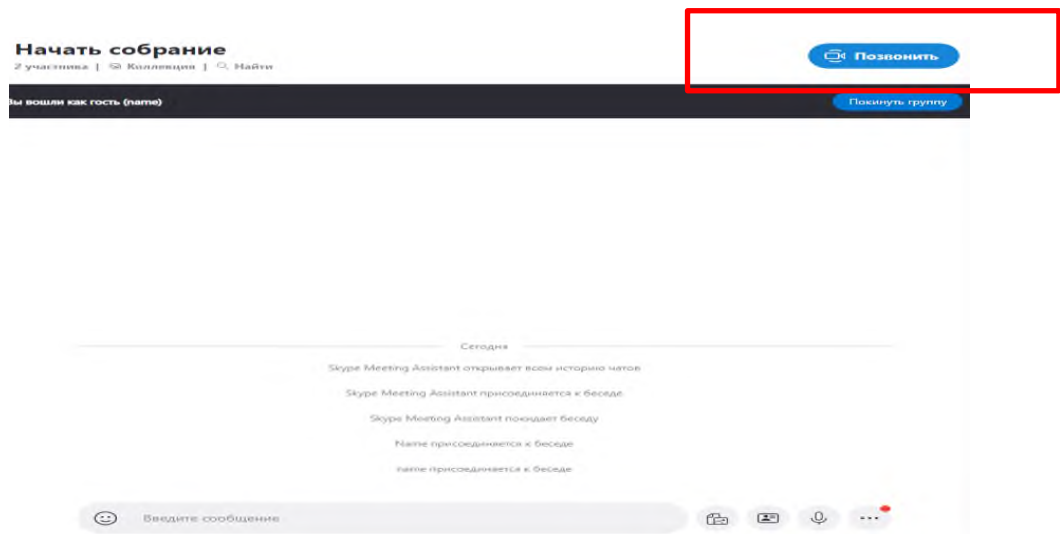 Начать собрание
Позвонить
2 участника | Коллекция | Найти
Вы вошли как гость (name)
Покинуть группу
Сегодня
Skype Meeting Assistant открывает всем историю чатов
Skype Meeting Assistant присоединяется к беседе
Skype Meeting Assistant покидает беседу
Name присоединяется к беседе
name присоединяется к беседе
Введите сообщение